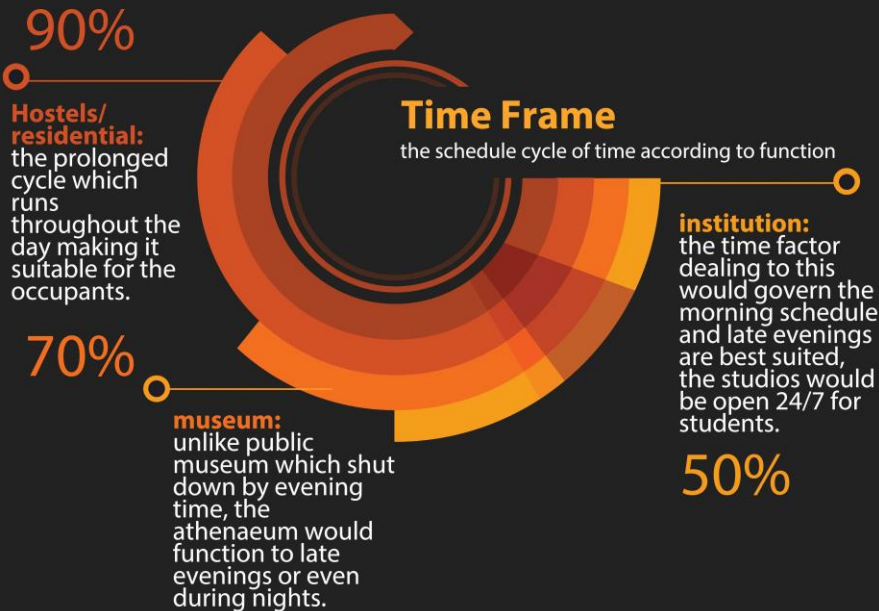 90%
Hostels/
residential:
the prolonged
cycle which
runs
throughout the
day making it
suitable for the
occupants.
Time Frame
the schedule cycle of time according to function
institution:
the time factor
dealing to this
would govern the
morning schedule
and late evenings
are best suited,
the studios would
be open 24/7 for
students.
50%
70%
museum:
unlike public
museum which shut
down by evening
time, the
athenaeum would
function to late
evenings or even
during nights.